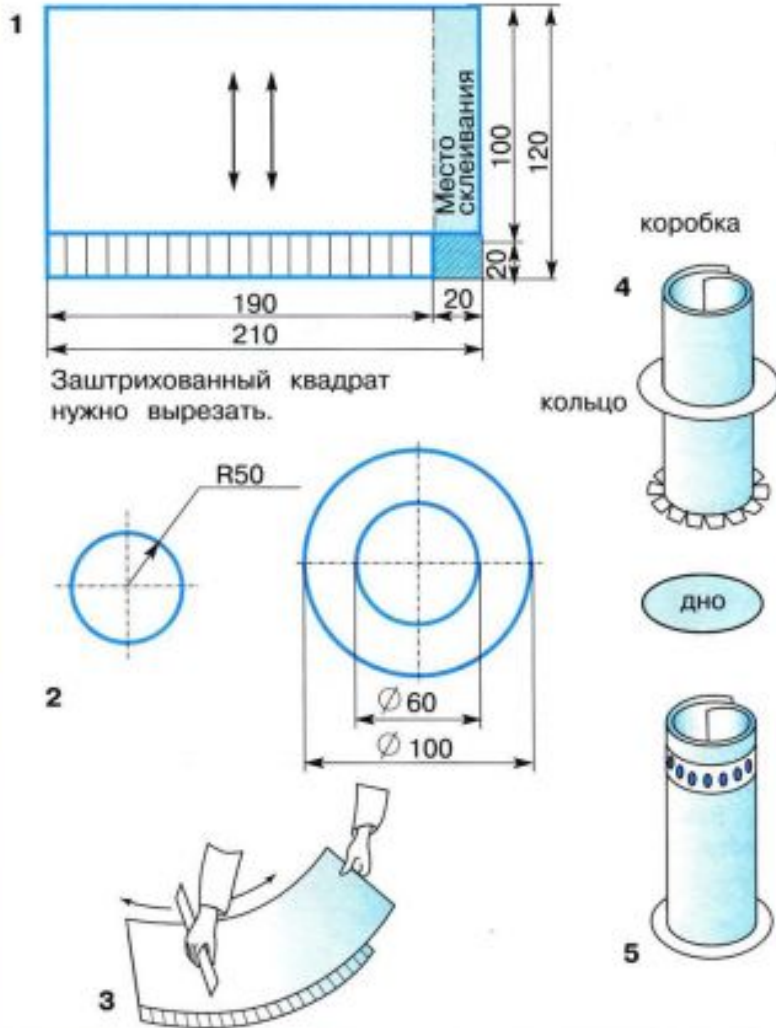 1
Место
склеивания
100
120
20
190
20
210
Заштрихованный квадрат
нужно вырезать.
R50
2
Ø 60
Ø 100
3
коробка
4
кольцо
дно
5